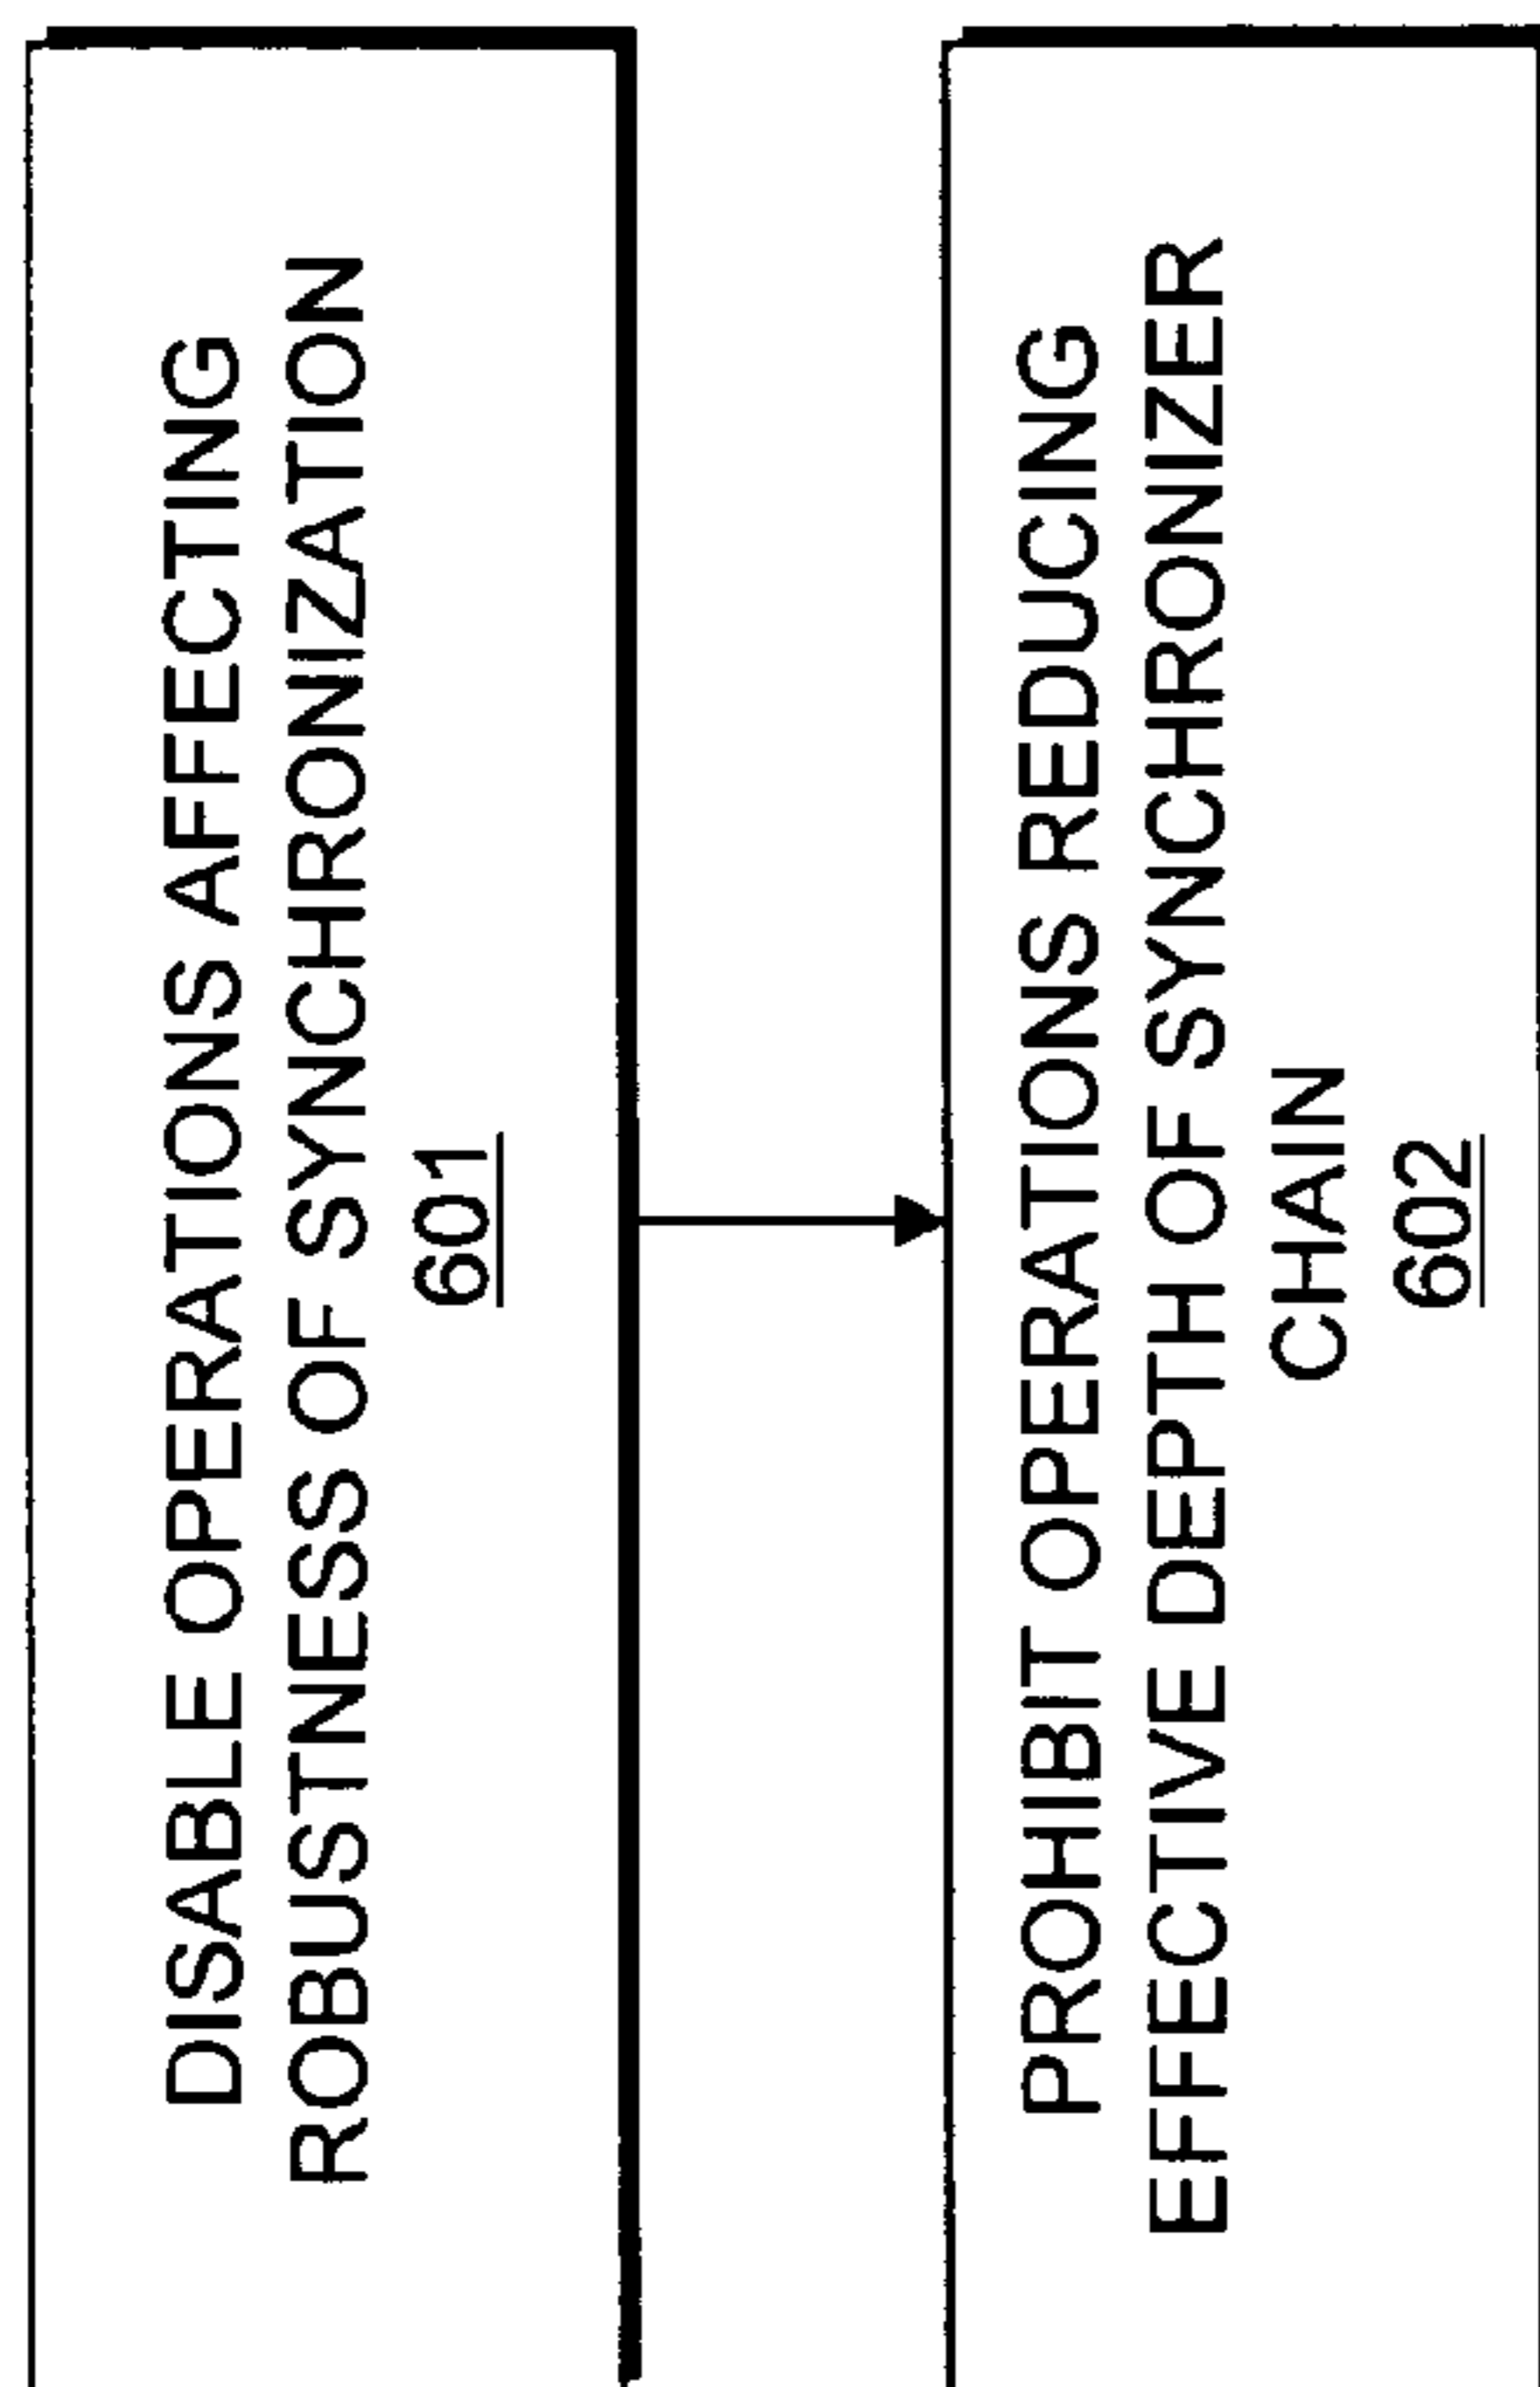 DISABLE OPERATIONS AFFECTING
ROBUSTNESS OF SYNCHRONIZATION
601
PROHIBIT OPERATIONS REDUCING
EFFECTIVE DEPTH OF SYNCHRONIZER
CHAIN
602